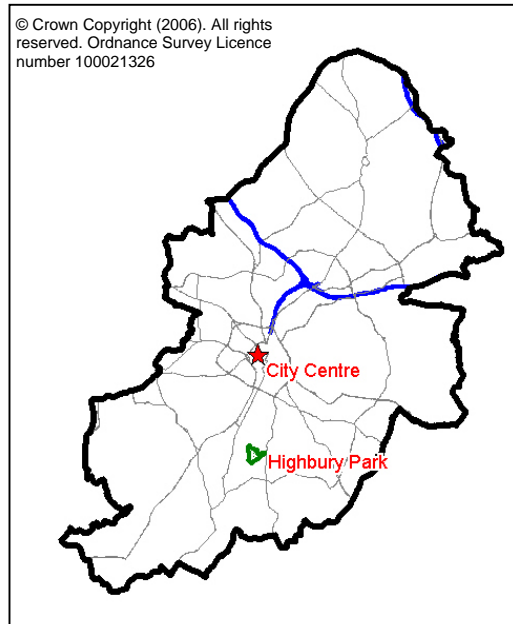 © Crown Copyright (2006). All rights
reserved. Ordnance Survey Licence
number 100021326
City Centre
Highbury Park